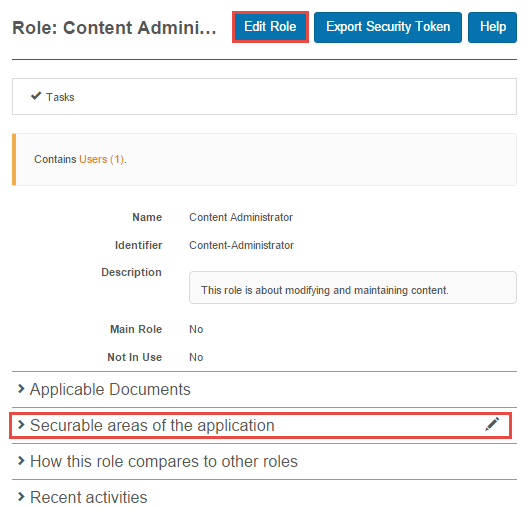 Role: Content Admini... Edit Role Export Security Token Help
Tasks
Contains Users (1).
Name Content Administrator
Identifier Content-Administrator
Description
This role is about modifying and maintaining content.
Main Role No
Not In Use No
Applicable Documents
Securable areas of the application
How this role compares to other roles
Recent activities